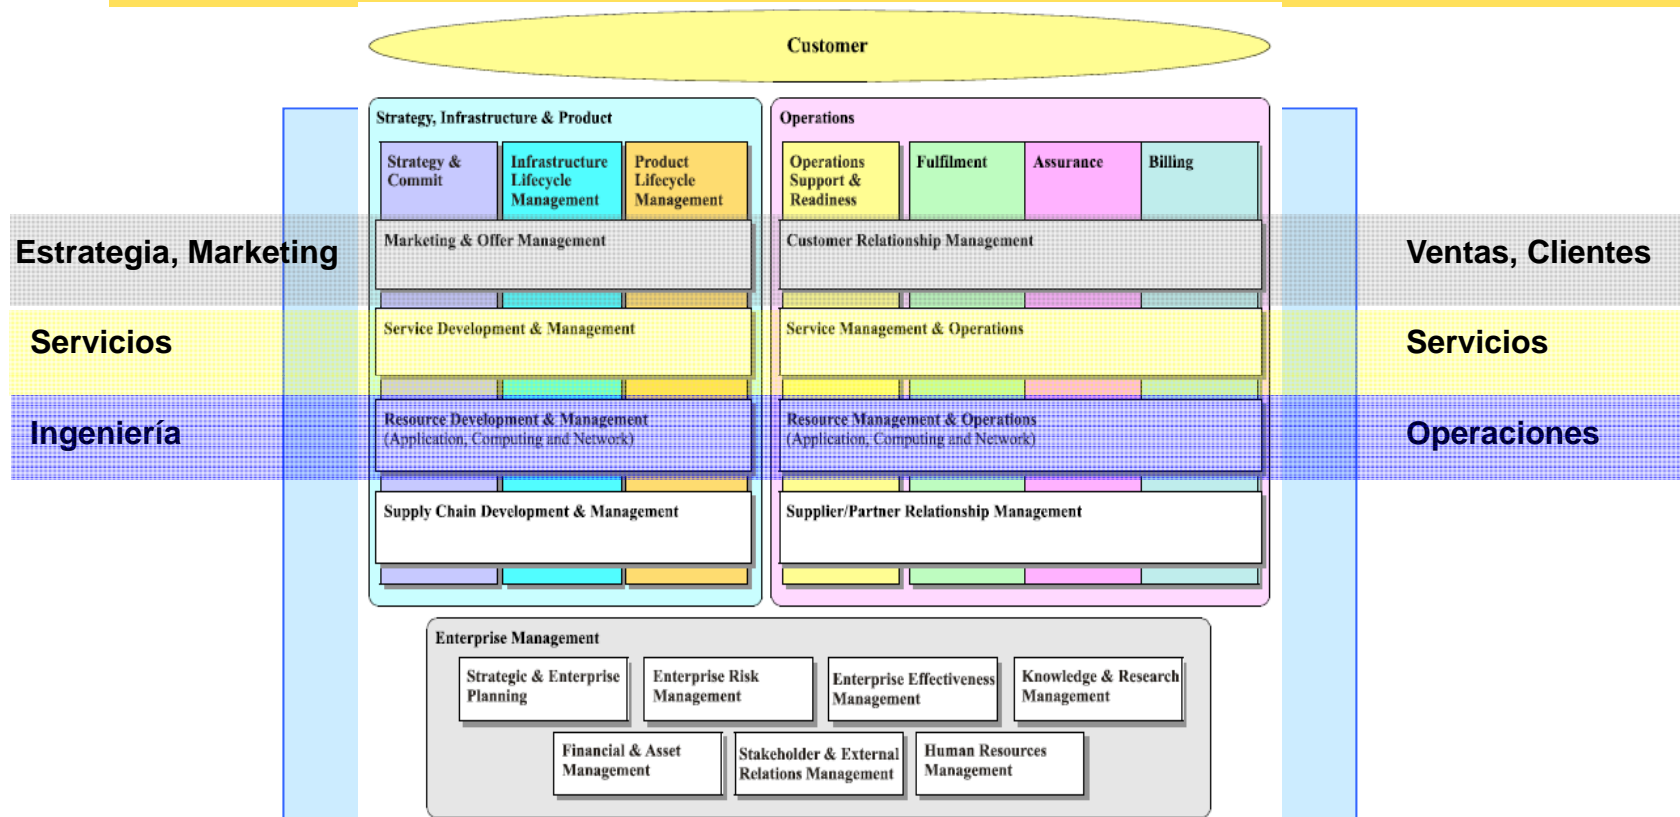 Customer
Strategy, Infrastructure & Product
Operations
Strategy &
Commit
Infrastructure
Lifecycle
Management
Product
Lifecycle
Management
Operations
Support &
Readiness
Fulfilment
Assurance
Billing
Estrategia, Marketing
Marketing & Offer Management
Customer Relationship Management
Ventas, Clientes
Servicios
Service Development & Management
Service Management & Operations
Servicios
Ingeniería
Resource Development & Management
(Application, Computing and Network)
Resource Management & Operations
(Application, Computing and Network)
Operaciones
Supply Chain Development & Management
Supplier/Partner Relationship Management
Enterprise Management
Strategic & Enterprise
Planning
Enterprise Risk
Management
Enterprise Effectiveness
Management
Knowledge & Research
Management
Financial & Asset
Management
Stakeholder & External
Relations Management
Human Resources
Management